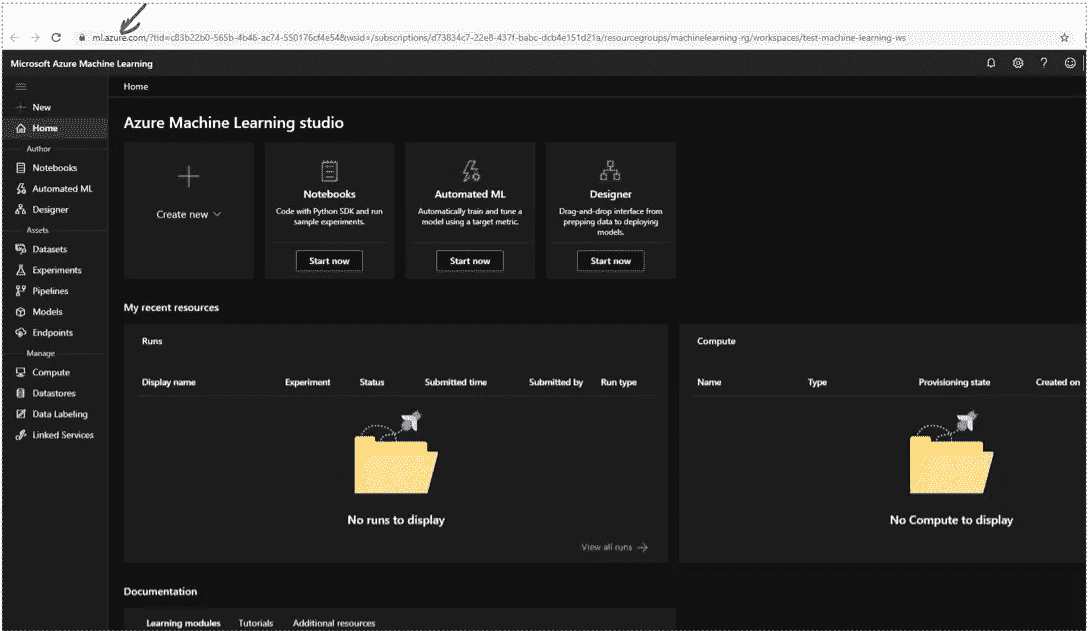 ml.azure.com/?tid=c83b22b0-565b-4b46-ac74-550176cf4e54&wsid=/subscriptions/d73834c7-22e8-437f-babc-dcb4e151d21a/resourcegroups/machinelearning-rg/workspaces/test-machine-learning-ws
Microsoft Azure Machine Learning
New
Home
Author
Notebooks
Automated ML
Designer
Assets
Datasets
Experiments
Pipelines
Models
Endpoints
Manage
Compute
Datastores
Data Labeling
Linked Services
Home
Azure Machine Learning studio
Create new
Notebooks
Code with Python SDK and run
sample experiments.
Start now
Automated ML
Automatically train and tune a
model using a target metric.
Start now
Designer
Drag-and-drop interface from
prepping data to deploying
models.
Start now
My recent resources
Runs
Display name Experiment Status Submitted time Submitted by Run type
No runs to display
View all runs
Compute
Name Type Provisioning state Created on
No Compute to display
Documentation
Learning modules Tutorials Additional resources